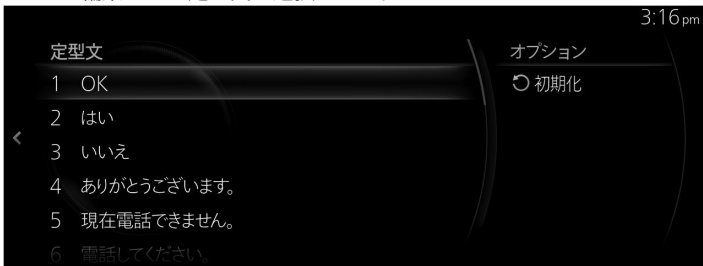 3:16 pm
定型文
1 OK
2 はい
3 いいえ
4 ありがとうございます。
5 現在電話できません。
6 電話してください。
オプション
初期化